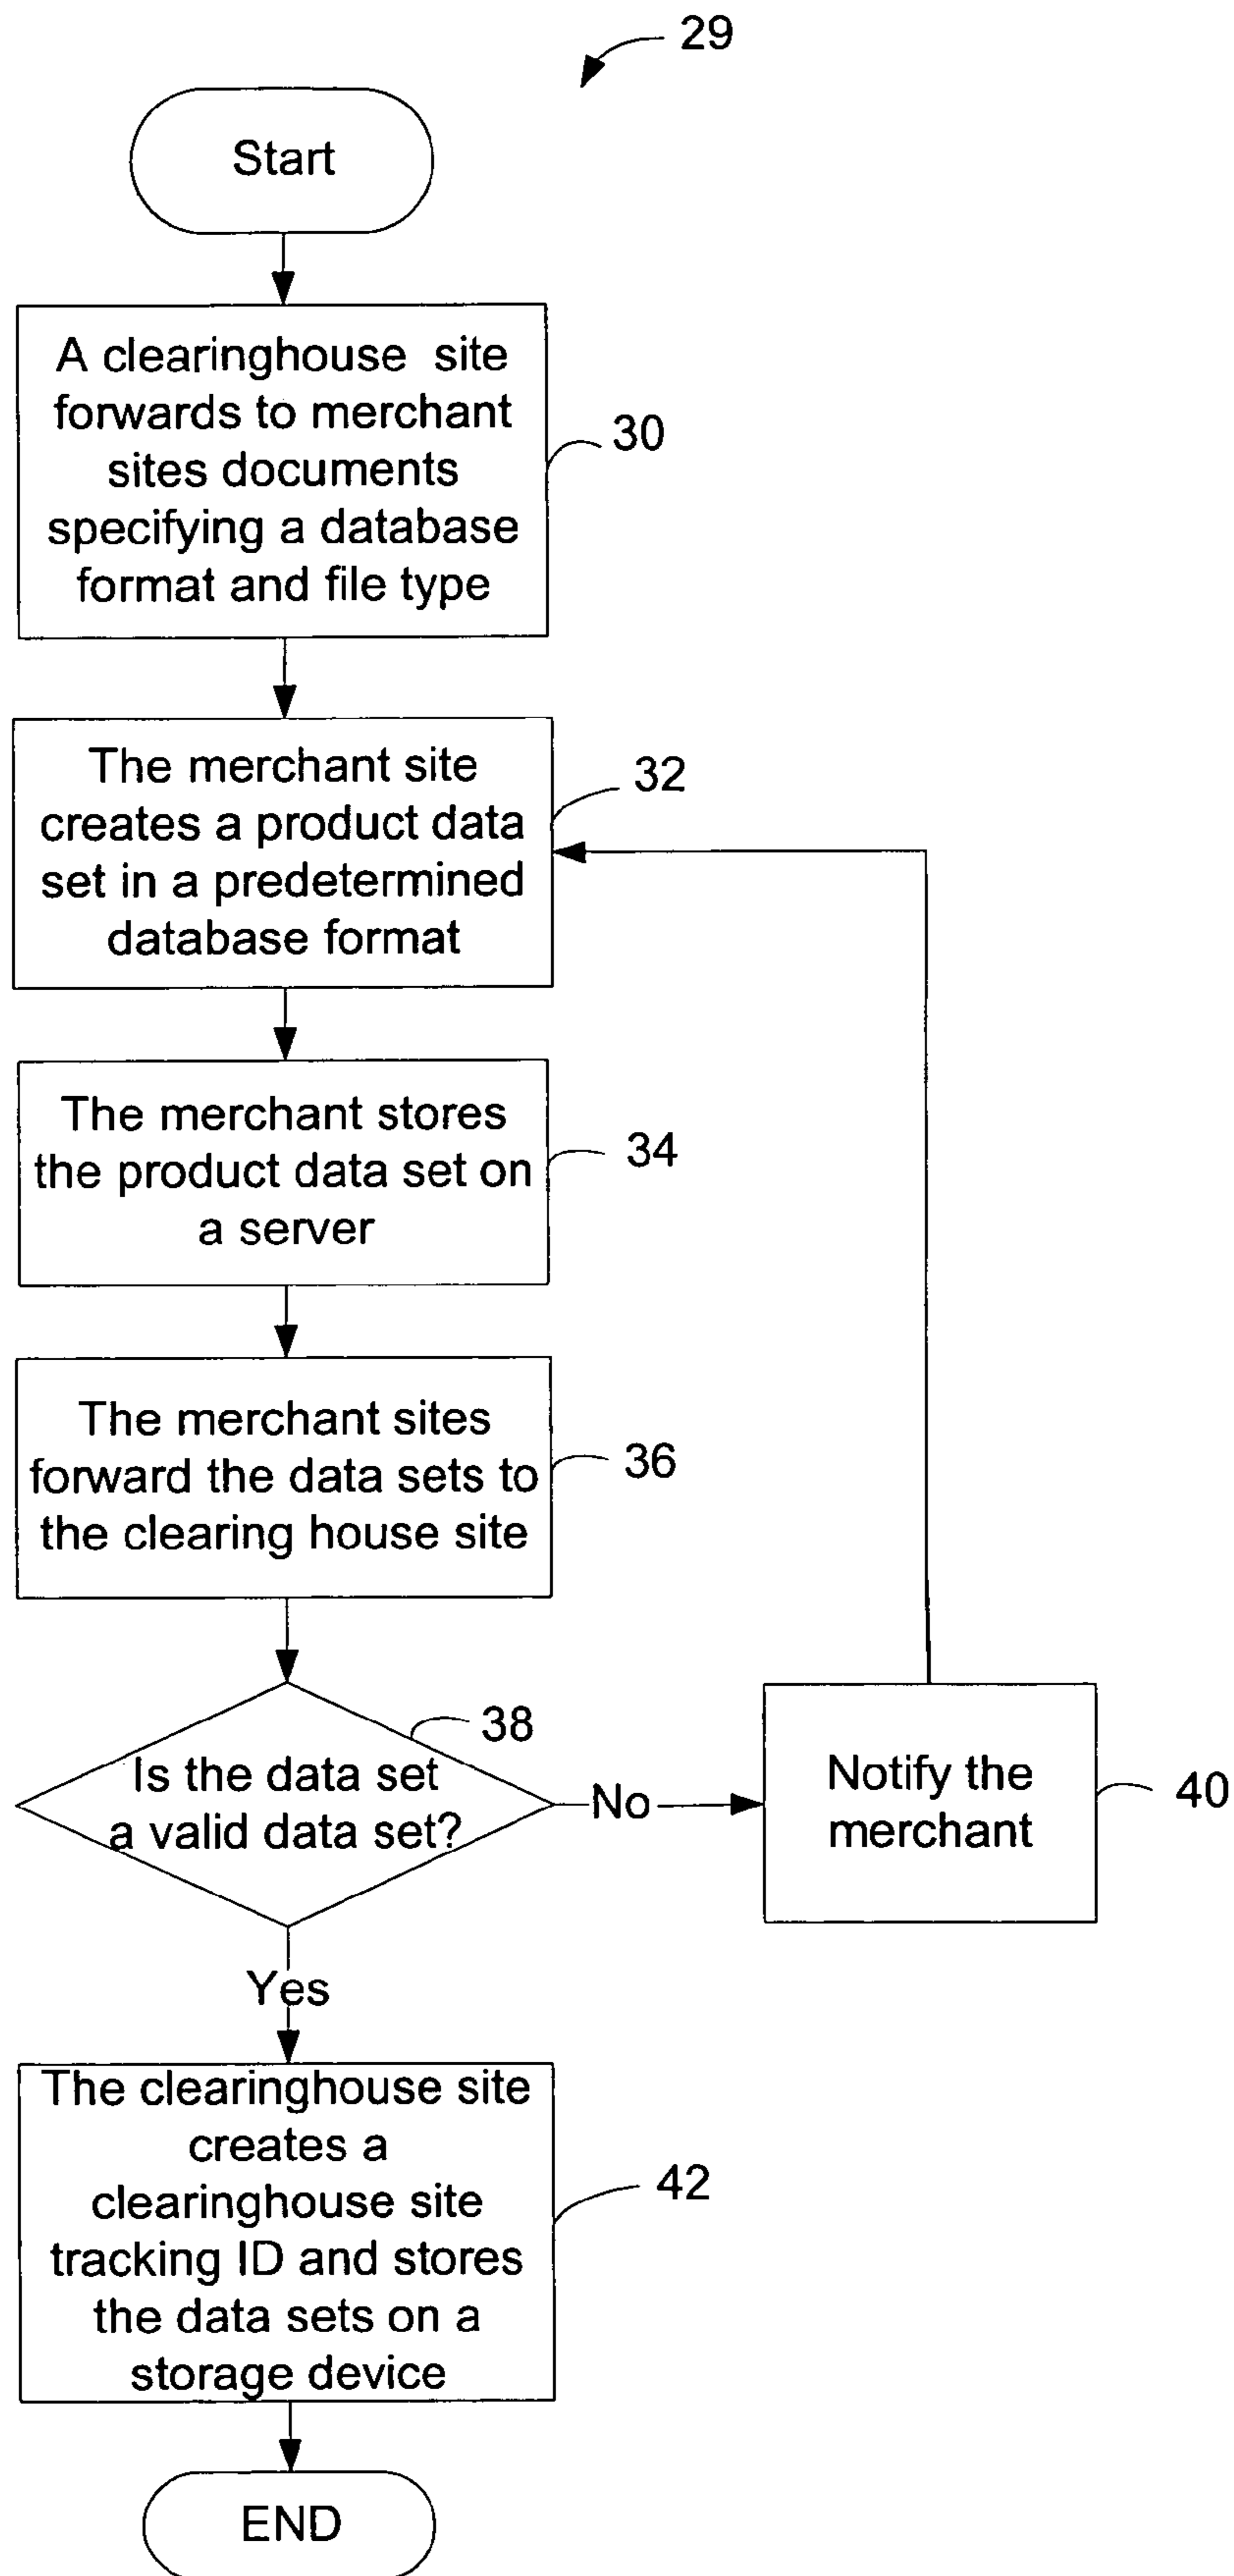 29
Start
A clearinghouse site
forwards to merchant
sites documents
specifying a database
format and file type
30
The merchant site
creates a product data
set in a predetermined
database format
32
The merchant stores
the product data set on
a server
34
The merchant sites
forward the data sets to
the clearing house site
36
Is the data set
a valid data set?
38
No
Notify the
merchant
40
Yes
The clearinghouse site
creates a
clearinghouse site
tracking ID and stores
the data sets on a
storage device
42
END